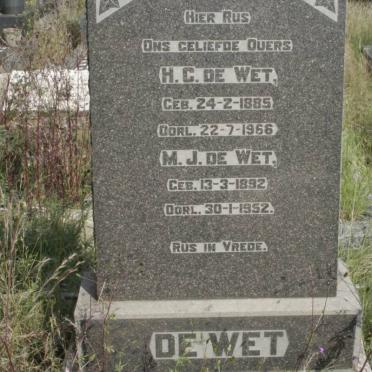 Hier Rus
Ons geliefde Ouers
H. C. de Wet,
Geb. 24-2-1885
Oorl. 22-7-1966
M. J. de Wet,
Geb. 13-3-1892
Oorl. 30-1-1952.
Rus in Vrede.
DE WET